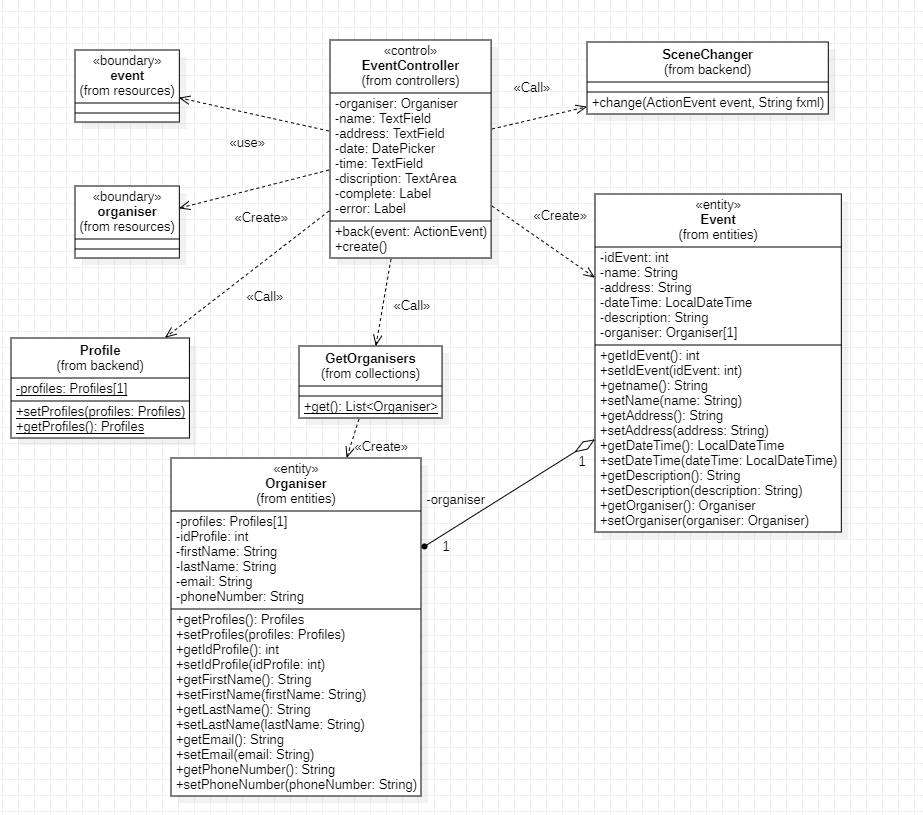 «boundary»
event
(from resources)
«control»
EventController
(from controllers)
-organiser: Organiser
-name: TextField
-address: TextField
-date: DatePicker
-time: TextField
-discription: TextArea
-complete: Label
-error: Label
+back(event: ActionEvent)
+create()
SceneChanger
(from backend)
+change(ActionEvent event, String fxml)
«Call»
«use»
«boundary»
organiser
(from resources)
«Create»
«Create»
«entity»
Event
(from entities)
-idEvent: int
-name: String
-address: String
-dateTime: LocalDateTime
-description: String
-organiser: Organiser[1]
+getIdEvent(): int
+setIdEvent(idEvent: int)
+getname(): String
+setName(name: String)
+getAddress(): String
+setAddress(address: String)
+getDateTime(): LocalDateTime
+setDateTime(dateTime: LocalDateTime)
+getDescription(): String
+setDescription(description: String)
+getOrganiser(): Organiser
+setOrganiser(organiser: Organiser)
«Call»
«Call»
Profile
(from backend)
-profiles: Profiles[1]
+setProfiles(profiles: Profiles)
+getProfiles(): Profiles
GetOrganisers
(from collections)
+get(): List<Organiser>
«Create»
1
-organiser
1
«entity»
Organiser
(from entities)
-profiles: Profiles[1]
-idProfile: int
-firstName: String
-lastName: String
-email: String
-phoneNumber: String
+getProfiles(): Profiles
+setProfiles(profiles: Profiles)
+getIdProfile(): int
+setIdProfile(idProfile: int)
+getFirstName(): String
+setFirstName(firstName: String)
+getLastName(): String
+setLastName(lastName: String)
+getEmail(): String
+setEmail(email: String)
+getPhoneNumber(): String
+setPhoneNumber(phoneNumber: String)